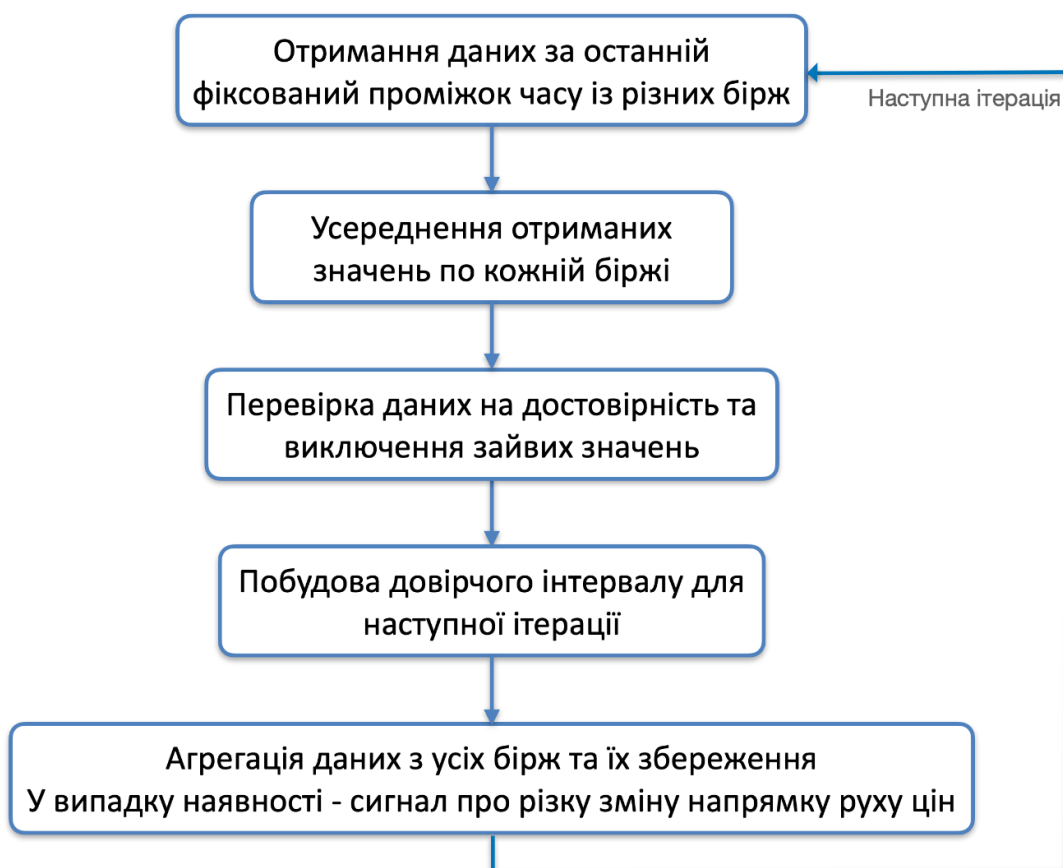 Отримання даних за останній
фіксований проміжок часу із різних бірж
Наступна ітерація
Усереднення отриманих
значень по кожній біржі
Перевірка даних на достовірність та
виключення зайвих значень
Побудова довірчого інтервалу для
наступної ітерації
Агрегація даних з усіх бірж та їх збереження
У випадку наявності - сигнал про різку зміну напрямку руху цін